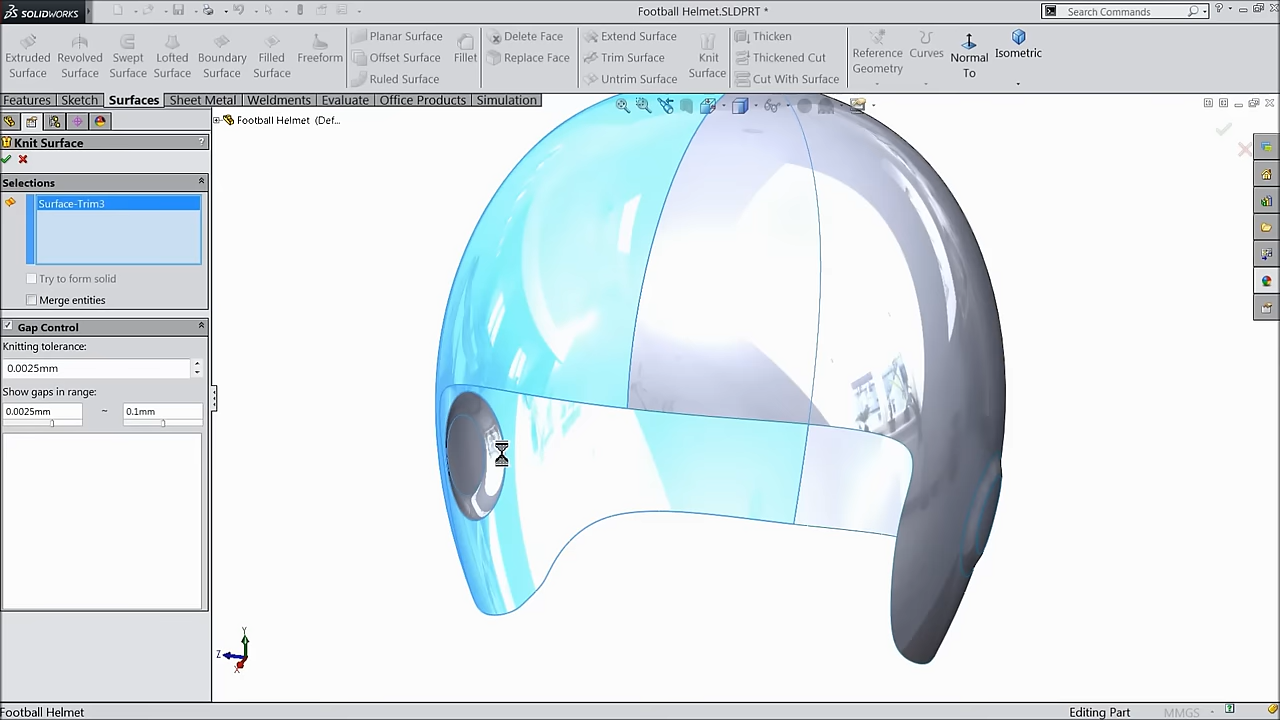 SOLIDWORKS
Football Helmet.SLDPRT *
Search Commands
Extruded Surface
Revolved Surface
Swept Surface
Lofted Surface
Boundary Surface
Filled Surface
Freeform
Planar Surface
Offset Surface
Ruled Surface
Fillet
Delete Face
Replace Face
Extend Surface
Trim Surface
Untrim Surface
Knit Surface
Thicken
Thickened Cut
Cut With Surface
Reference Geometry
Curves
Normal To
Isometric
Features
Sketch
Surfaces
Sheet Metal
Weldments
Evaluate
Office Products
Simulation
Football Helmet (Def...
Knit Surface
?
Selections
Surface-Trim3
Try to form solid
Merge entities
Gap Control
Knitting tolerance:
0.0025mm
Show gaps in range:
0.0025mm ~ 0.1mm
Y
Z
X
Football Helmet
Editing Part
MMGS